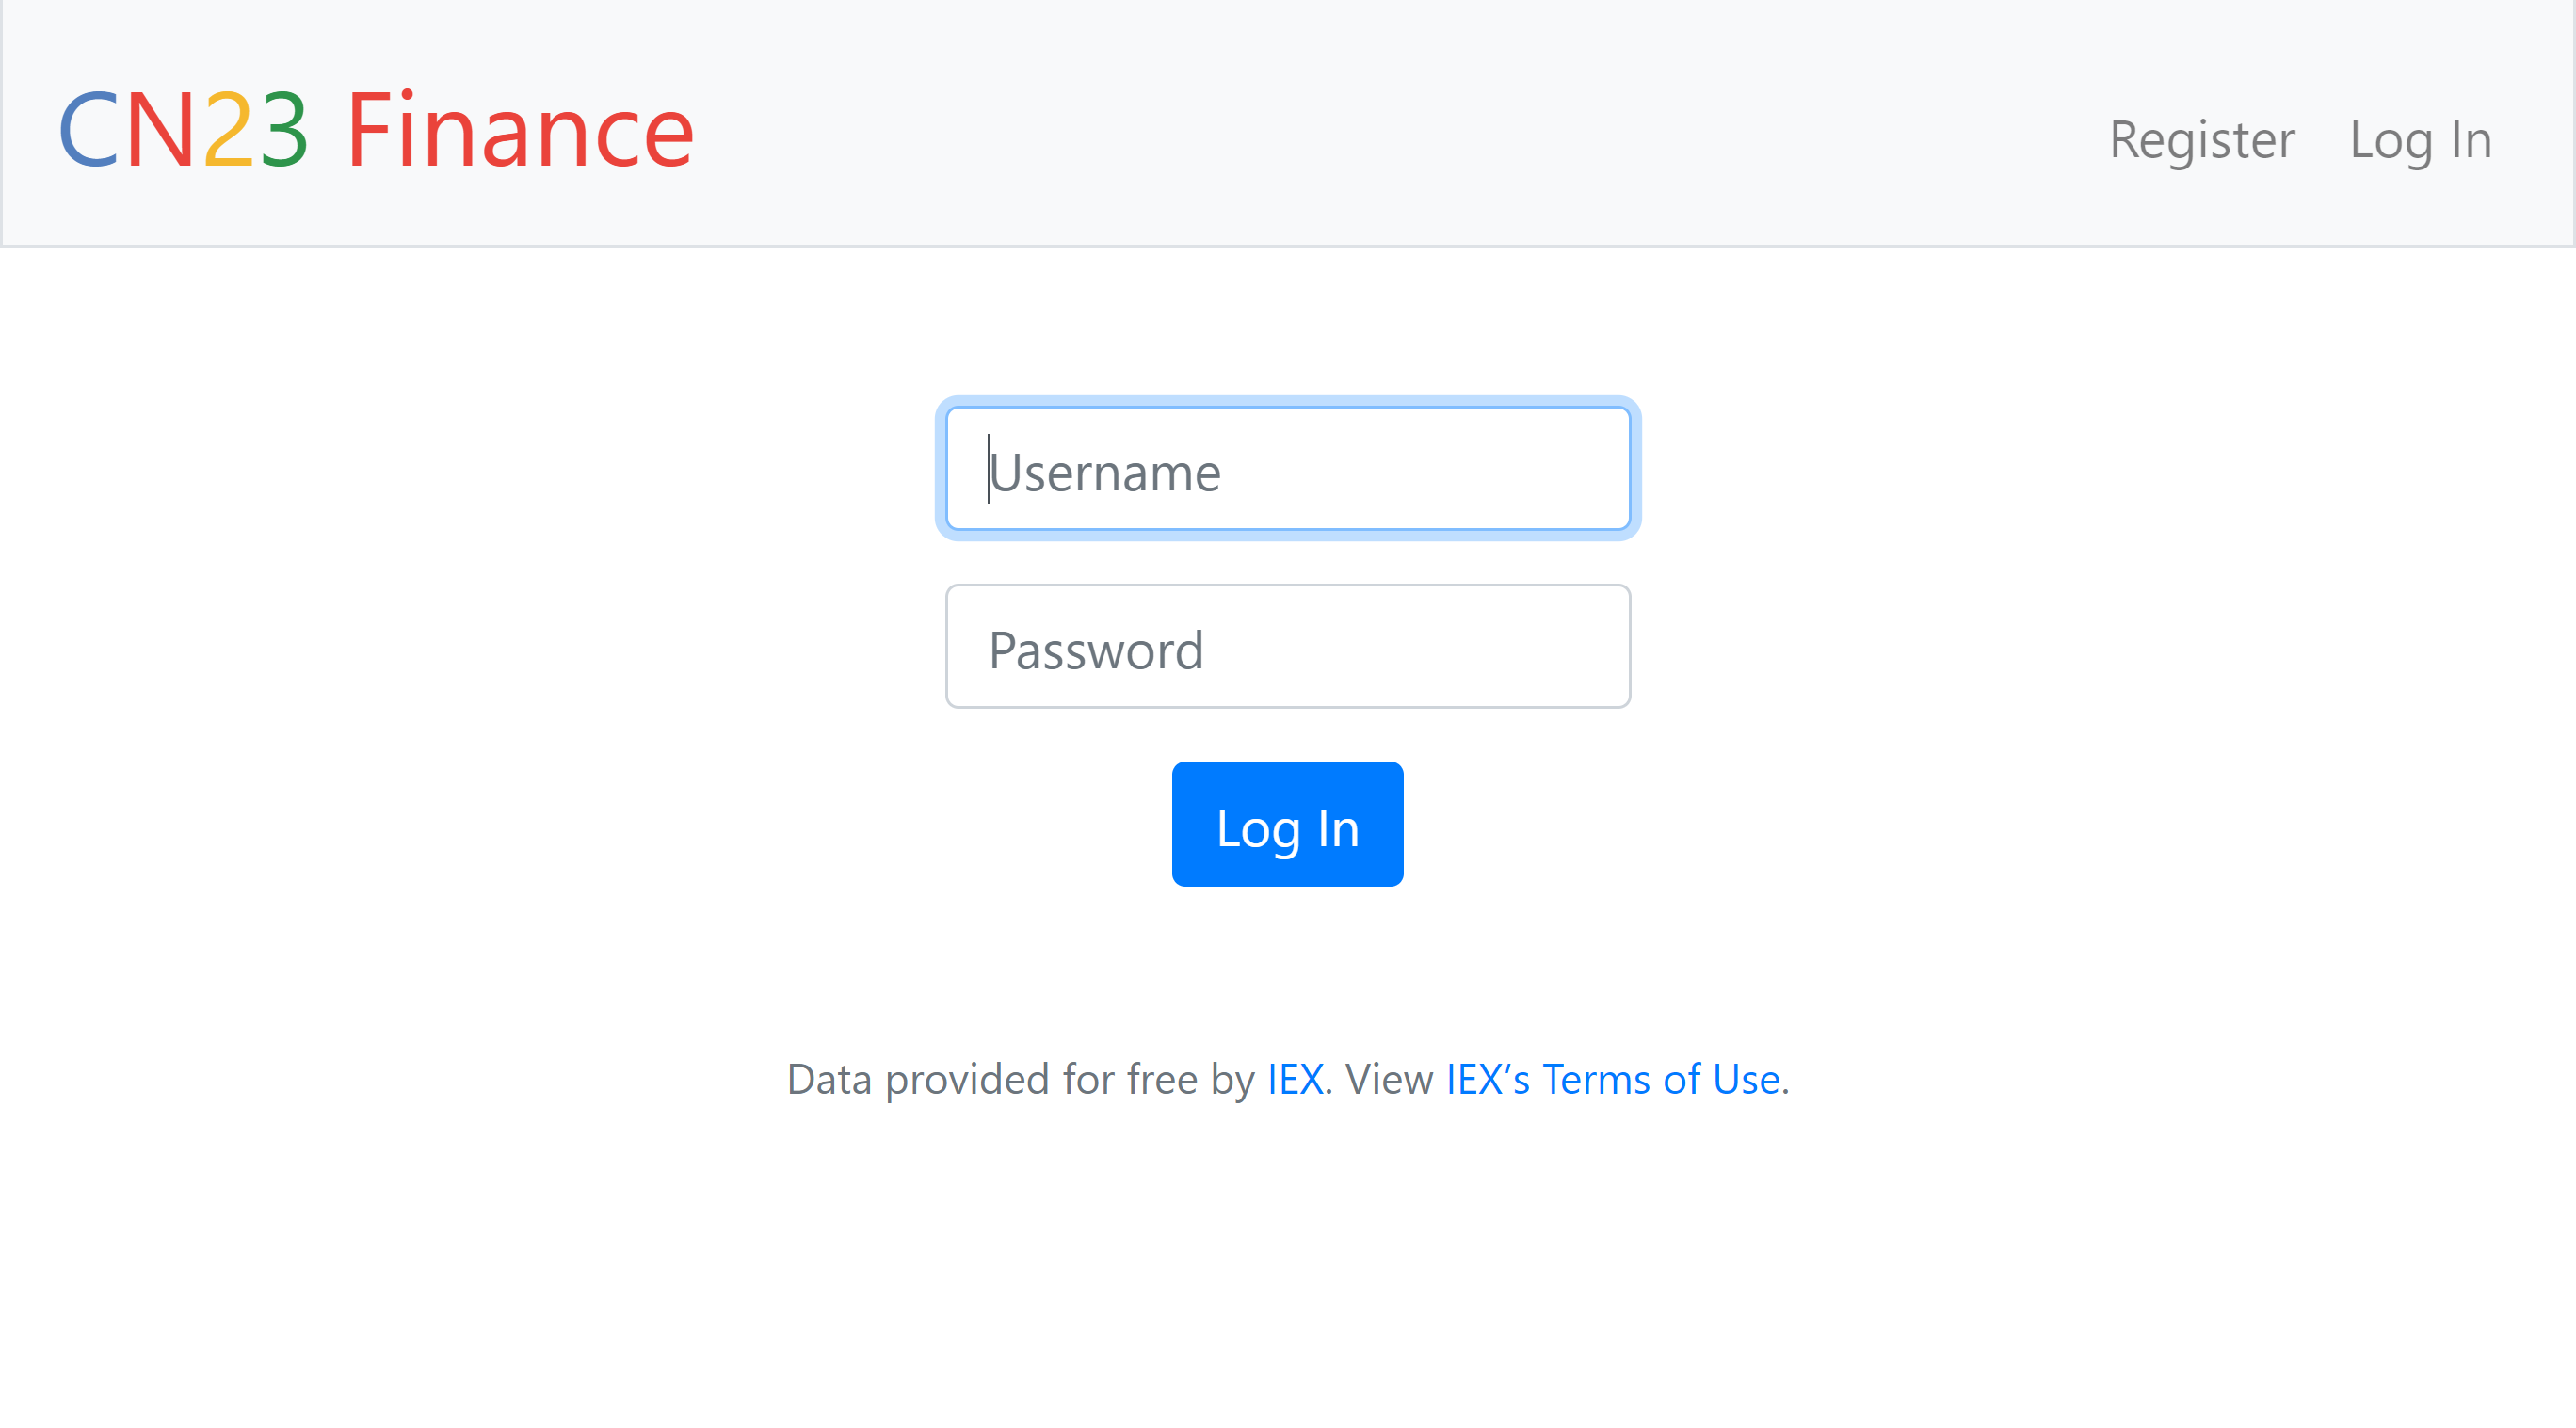 CN23 Finance
Register Log In
Username
Password
Log In
Data provided for free by IEX. View IEX’s Terms of Use.